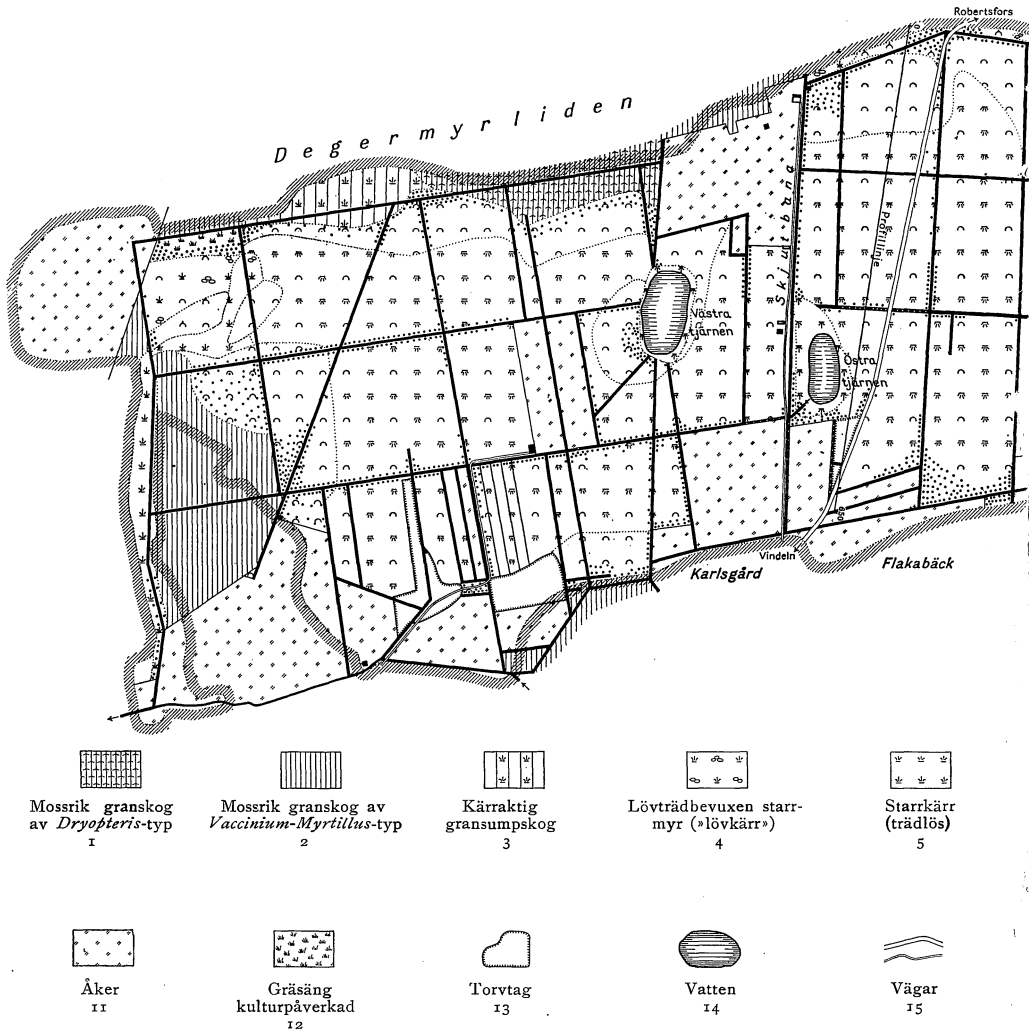 Robertsfors
Degermyrliden
Skjutbana
Profillinje
Västra
tjärnen
Östra
tjärnen
650
Vindeln
Karlsgård
Flakabäck
Mossrik granskog
av Dryopteris-typ
1
Mossrik granskog av
Vaccinium-Myrtillus-typ
2
Kärraktig
gransumpskog
3
Lövträdbevuxen starr-
myr (»lövkärr»)
4
Starrkärr
(trädlös)
5
Åker
11
Gräsäng
kulturpåverkad
12
Torvtag
13
Vatten
14
Vägar
15